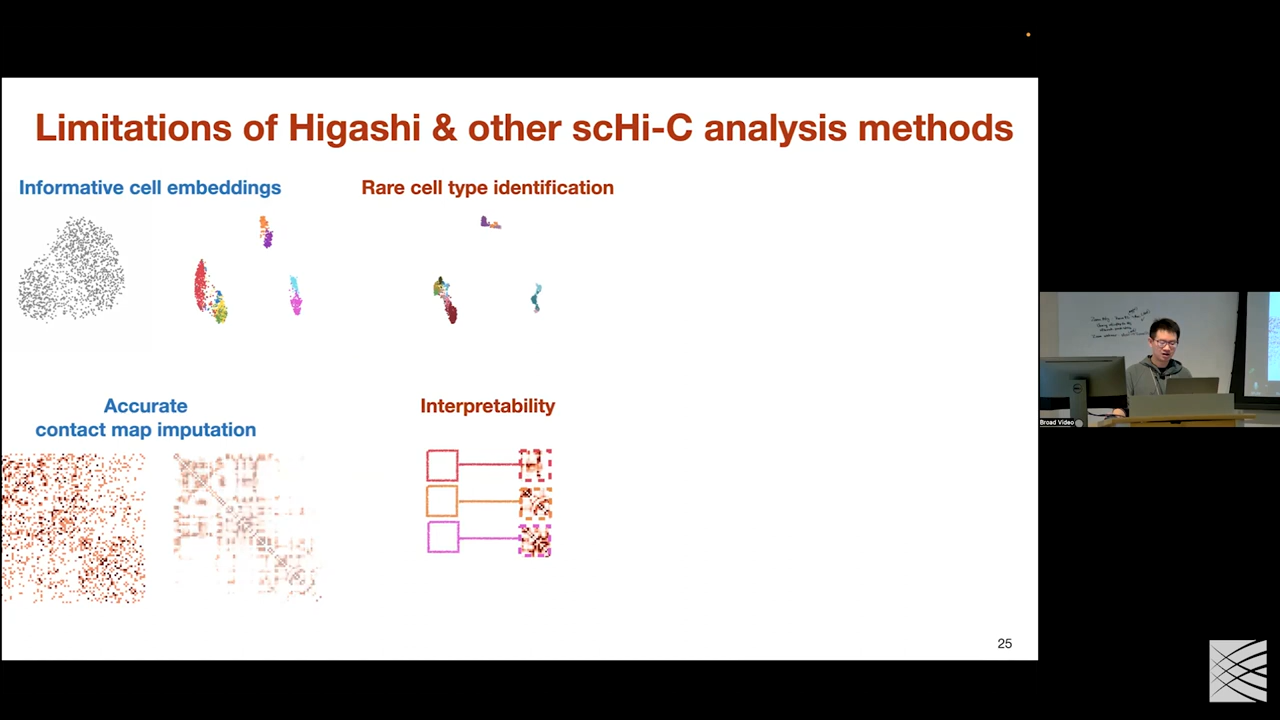 Limitations of Higashi & other scHi-C analysis methods
Informative cell embeddings
Rare cell type identification
Accurate
contact map imputation
Interpretability
25
Broad Video